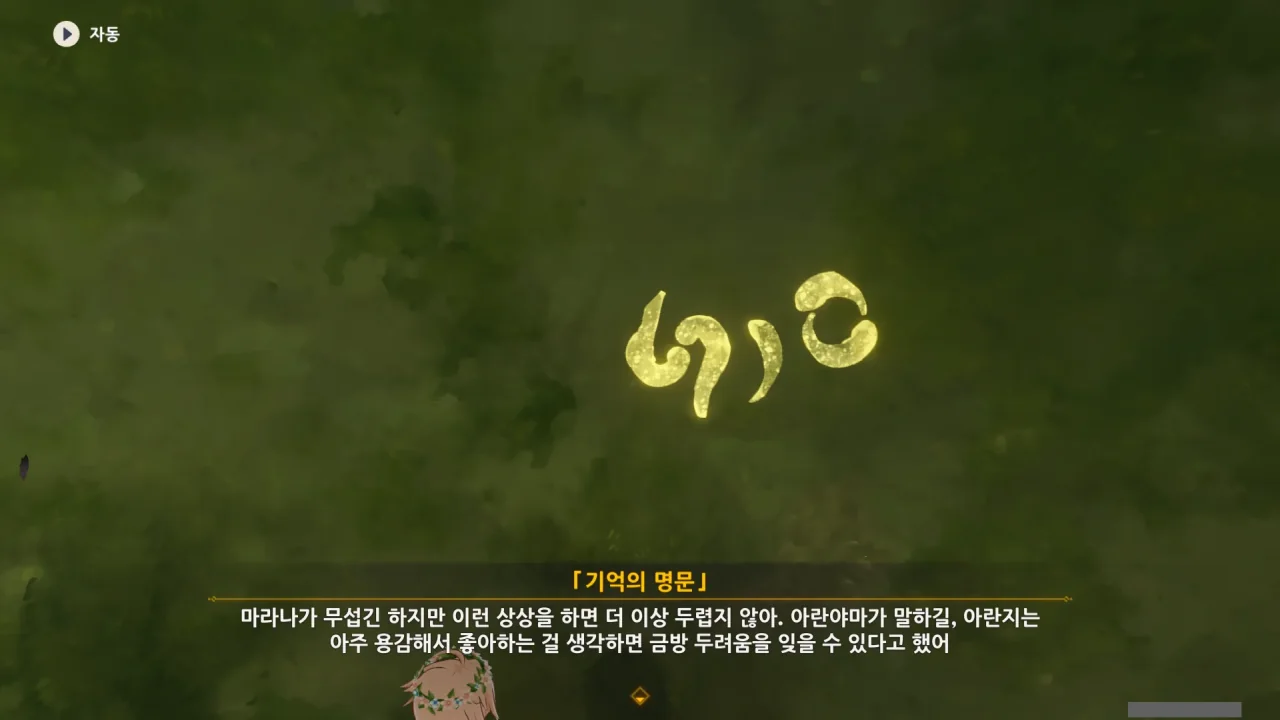 자동
「기억의 명문」
마라나가 무섭긴 하지만 이런 상상을 하면 더 이상 두렵지 않아. 아란야마가 말하길, 아란지는
아주 용감해서 좋아하는 걸 생각하면 금방 두려움을 잊을 수 있다고 했어